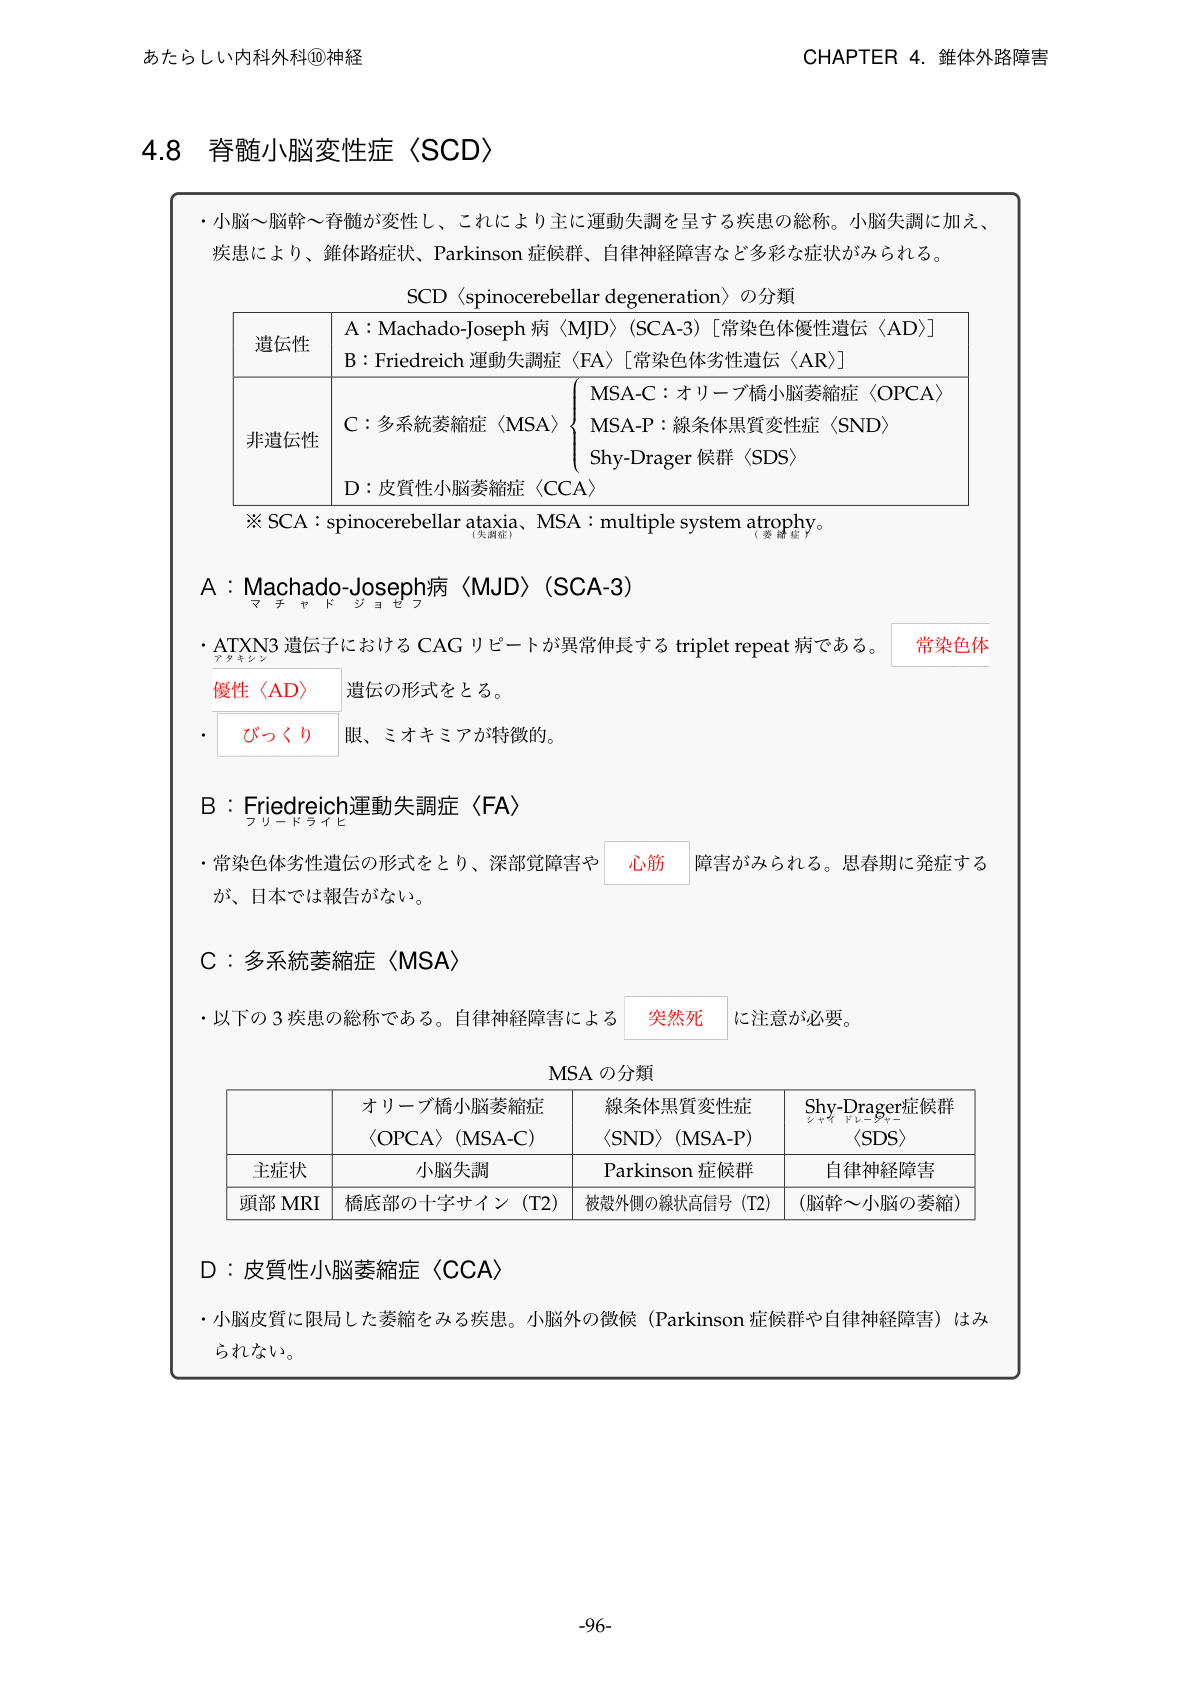 あたらしい内科外科⑩神経
CHAPTER 4. 錐体外路障害
4.8 脊髄小脳変性症〈SCD〉
・小脳〜脳幹〜脊髄が変性し、これにより主に運動失調を呈する疾患の総称。小脳失調に加え、
疾患により、錐体路症状、Parkinson 症候群、自律神経障害など多彩な症状がみられる。
SCD〈spinocerebellar degeneration〉の分類
遺伝性
A：Machado-Joseph 病〈MJD〉（SCA-3）［常染色体優性遺伝〈AD〉］
B：Friedreich 運動失調症〈FA〉［常染色体劣性遺伝〈AR〉］
非遺伝性
C：多系統萎縮症〈MSA〉
MSA-C：オリーブ橋小脳萎縮症〈OPCA〉
MSA-P：線条体黒質変性症〈SND〉
Shy-Drager 候群〈SDS〉
D：皮質性小脳萎縮症〈CCA〉
※ SCA：spinocerebellar ataxia、MSA：multiple system atrophy。
（失調症） （萎縮症）
A：Machado-Joseph病〈MJD〉（SCA-3）
マチャド ジョセフ
・ATXN3 遺伝子における CAG リピートが異常伸長する triplet repeat 病である。 常染色体
アタキシン
優性〈AD〉 遺伝の形式をとる。
・ びっくり 眼、ミオキミアが特徴的。
B：Friedreich運動失調症〈FA〉
フリードライヒ
・常染色体劣性遺伝の形式をとり、深部覚障害や 心筋 障害がみられる。思春期に発症する
が、日本では報告がない。
C：多系統萎縮症〈MSA〉
・以下の 3 疾患の総称である。自律神経障害による 突然死 に注意が必要。
MSA の分類
オリーブ橋小脳萎縮症 線条体黒質変性症 Shy-Drager症候群
シャイ ドレージャー
〈OPCA〉（MSA-C） 〈SND〉（MSA-P） 〈SDS〉
主症状 小脳失調 Parkinson 症候群 自律神経障害
頭部 MRI 橋底部の十字サイン（T2） 被殻外側の線状高信号（T2） （脳幹〜小脳の萎縮）
D：皮質性小脳萎縮症〈CCA〉
・小脳皮質に限局した萎縮をみる疾患。小脳外の徴候（Parkinson 症候群や自律神経障害）はみ
られない。
-96-